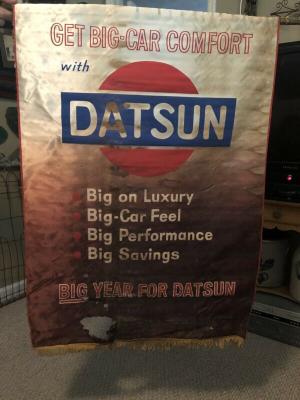 GET BIG-CAR COMFORT
with
DATSUN
Big on Luxury
Big-Car Feel
Big Performance
Big Savings
BIG YEAR FOR DATSUN